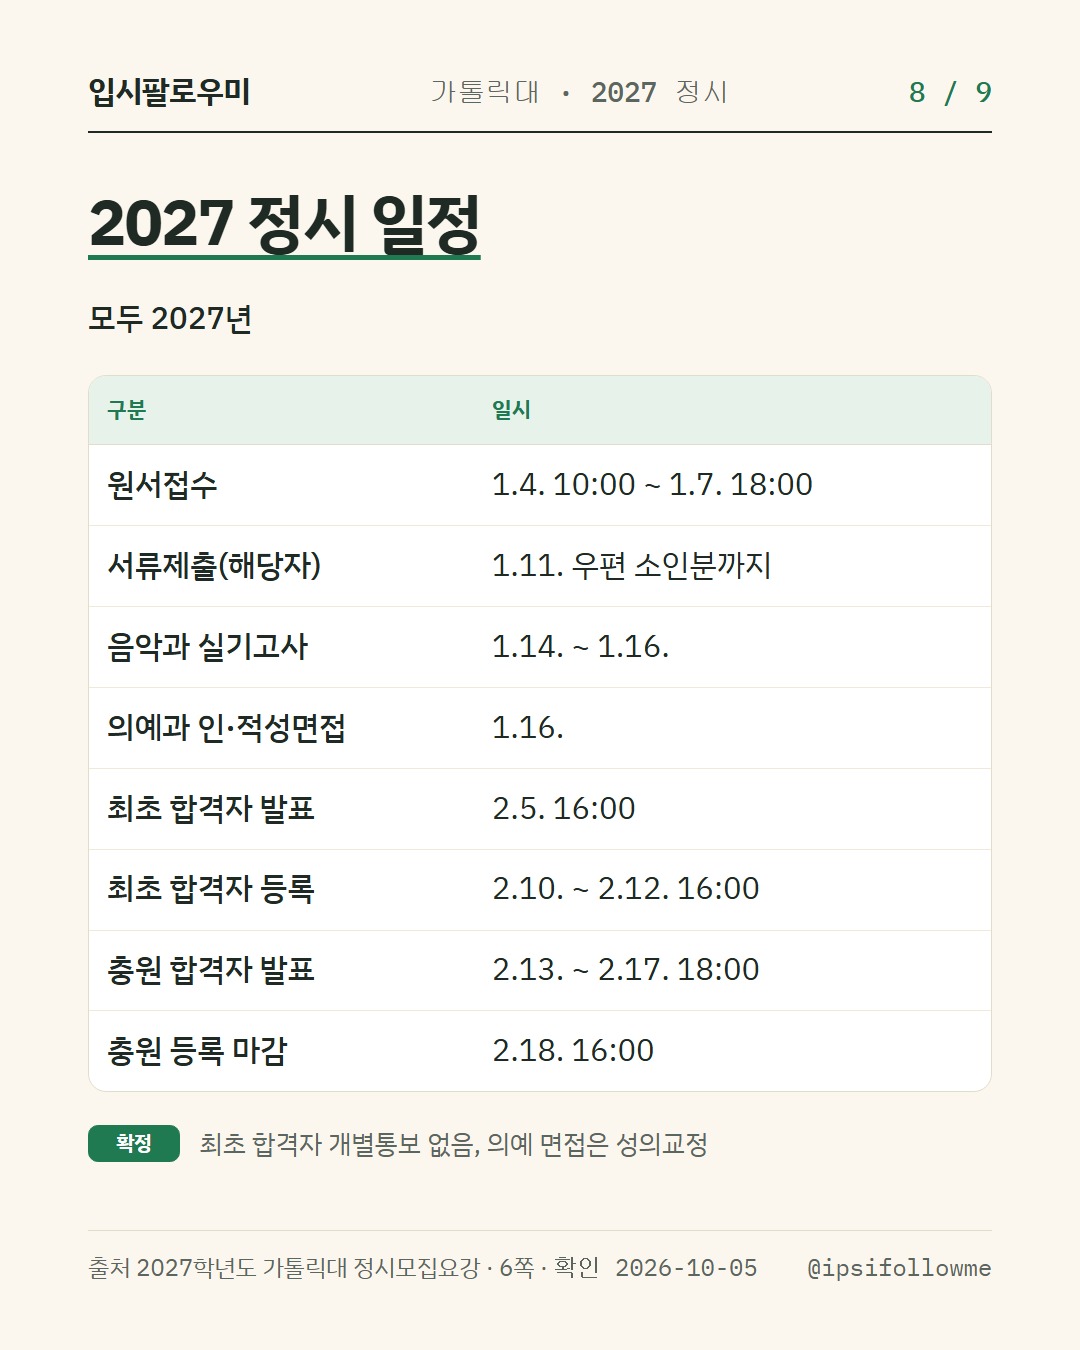 입시팔로우미 가톨릭대 · 2027 정시 8 / 9
2027 정시 일정
모두 2027년
구분 일시
원서접수 1.4. 10:00 ~ 1.7. 18:00
서류제출(해당자) 1.11. 우편 소인분까지
음악과 실기고사 1.14. ~ 1.16.
의예과 인·적성면접 1.16.
최초 합격자 발표 2.5. 16:00
최초 합격자 등록 2.10. ~ 2.12. 16:00
충원 합격자 발표 2.13. ~ 2.17. 18:00
충원 등록 마감 2.18. 16:00
확정 최초 합격자 개별통보 없음, 의예 면접은 성의교정
출처 2027학년도 가톨릭대 정시모집요강 · 6쪽 · 확인 2026-10-05 @ipsifollowme